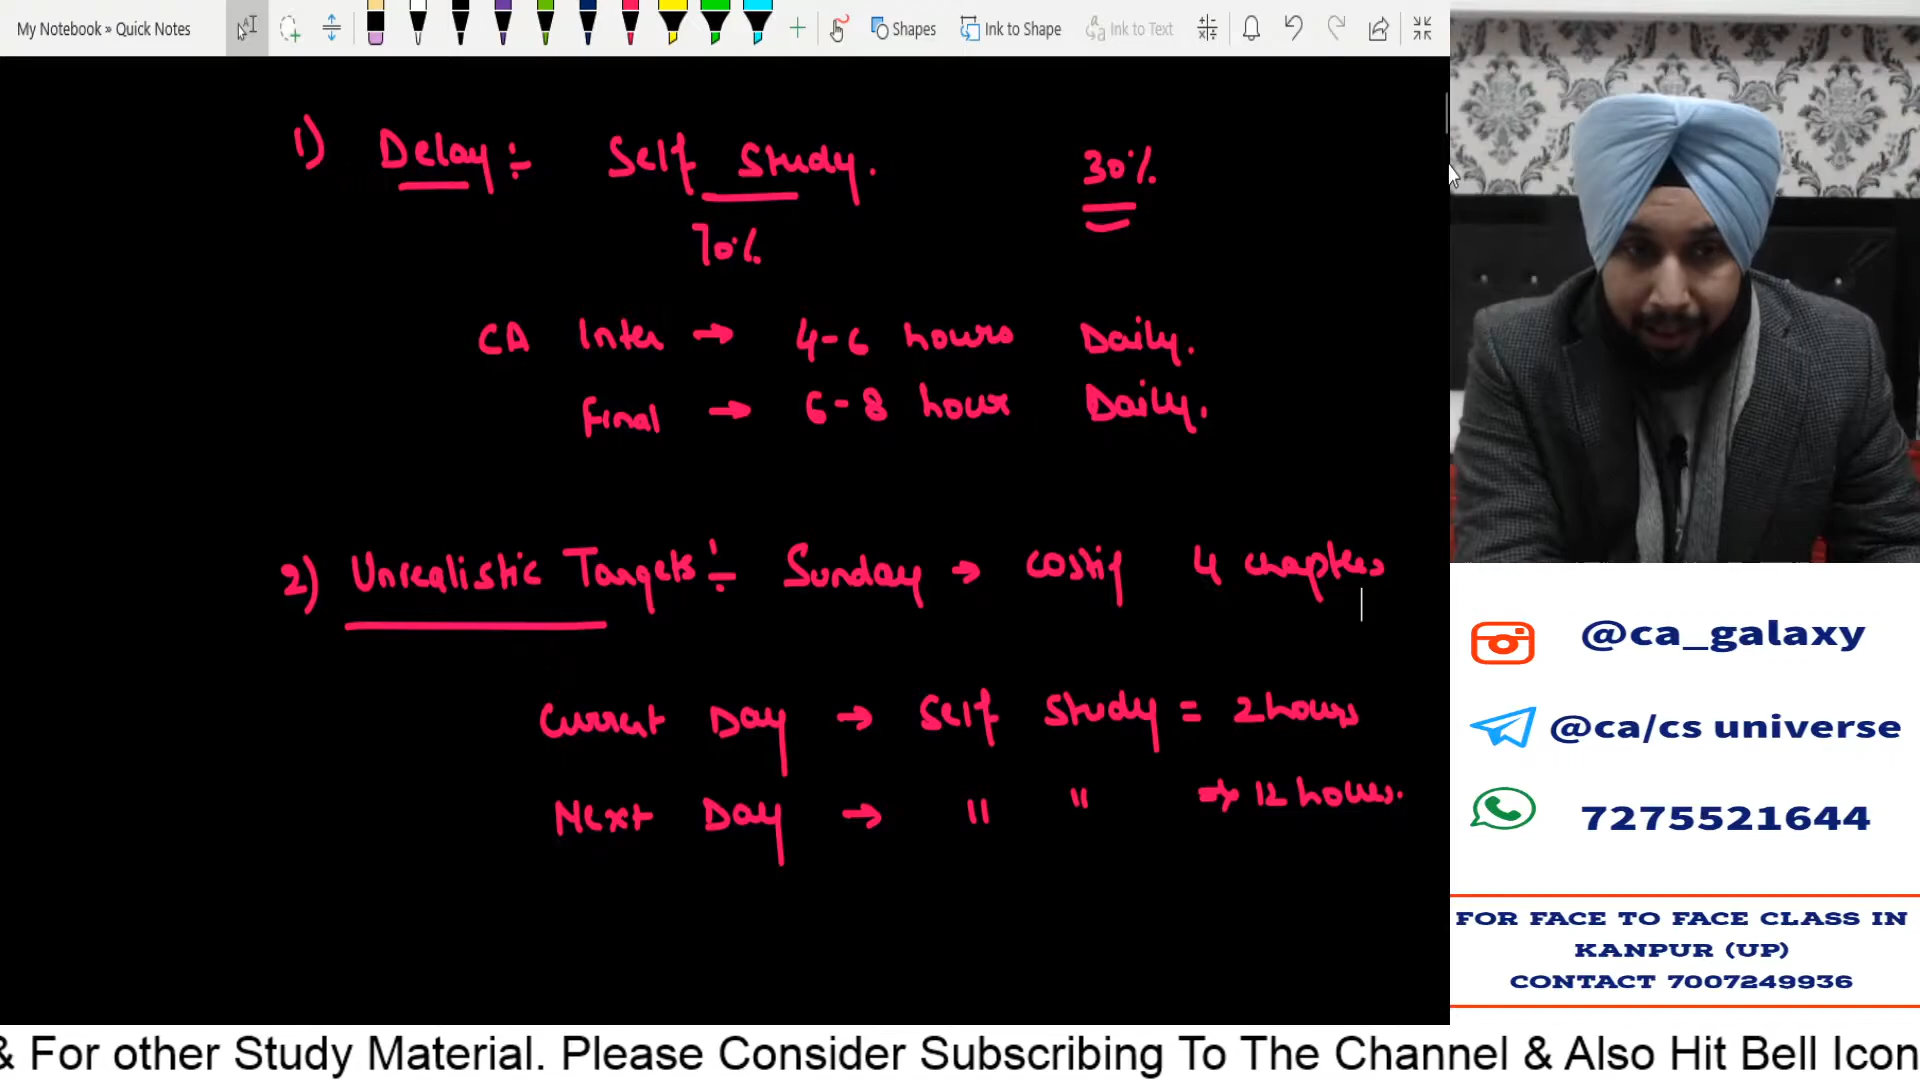 My Notebook » Quick Notes
Shapes
Ink to Shape
Ink to Text
1) Delay :- Self Study. 30%
70%
CA Inter → 4-6 hours Daily.
Final → 6-8 hour Daily.
2) Unrealistic Targets :- Sunday → Costing 4 chapters
Current Day → Self Study = 2 hours
Next Day → " " → 12 hours.
@ca_galaxy
@ca/cs universe
7275521644
FOR FACE TO FACE CLASS IN
KANPUR (UP)
CONTACT 7007249936
& For other Study Material. Please Consider Subscribing To The Channel & Also Hit Bell Icon